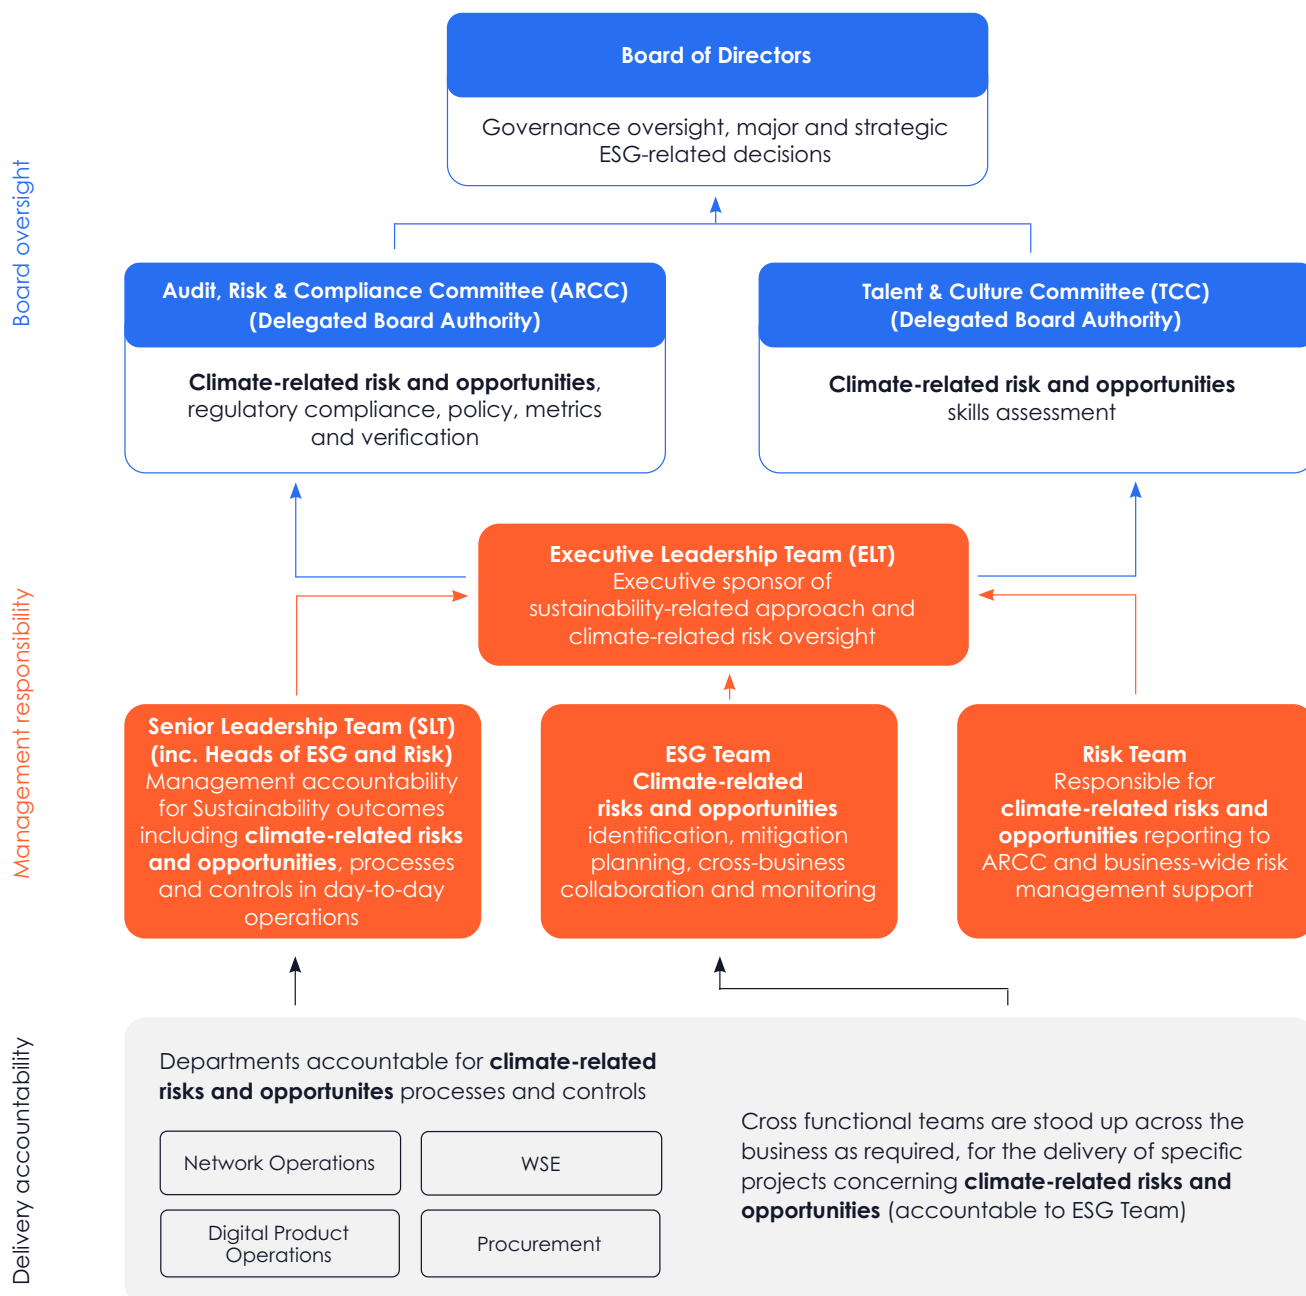 Board oversight
Board of Directors
Governance oversight, major and strategic
ESG-related decisions
Audit, Risk & Compliance Committee (ARCC)
(Delegated Board Authority)
Climate-related risk and opportunities,
regulatory compliance, policy, metrics
and verification
Talent & Culture Committee (TCC)
(Delegated Board Authority)
Climate-related risk and opportunities
skills assessment
Management responsibility
Executive Leadership Team (ELT)
Executive sponsor of
sustainability-related approach and
climate-related risk oversight
Senior Leadership Team (SLT)
(inc. Heads of ESG and Risk)
Management accountability
for Sustainability outcomes
including climate-related risks
and opportunities, processes
and controls in day-to-day
operations
ESG Team
Climate-related
risks and opportunities
identification, mitigation
planning, cross-business
collaboration and monitoring
Risk Team
Responsible for
climate-related risks and
opportunities reporting to
ARCC and business-wide risk
management support
Delivery accountability
Departments accountable for climate-related
risks and opportunites processes and controls
Network Operations
WSE
Digital Product
Operations
Procurement
Cross functional teams are stood up across the
business as required, for the delivery of specific
projects concerning climate-related risks and
opportunities (accountable to ESG Team)